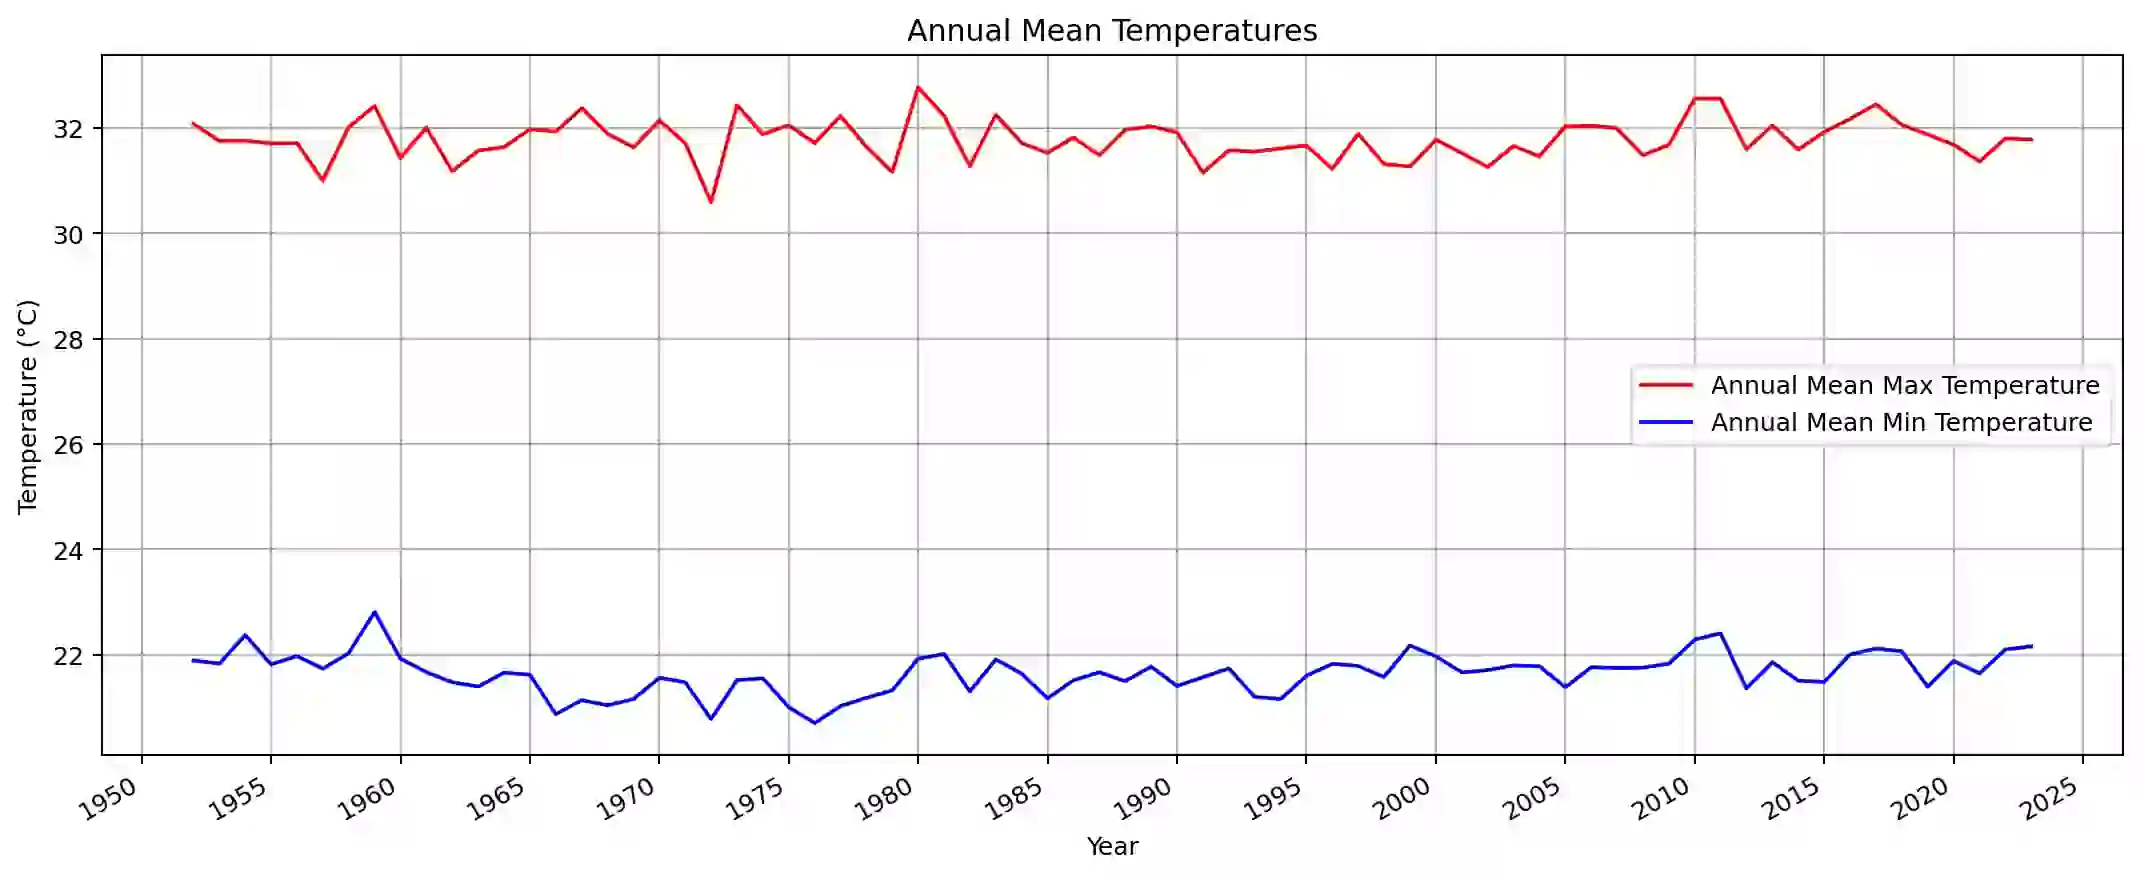 Annual Mean Temperatures
32
30
28
26
24
22
Temperature (°C)
Annual Mean Max Temperature
Annual Mean Min Temperature
1950 1955 1960 1965 1970 1975 1980 1985 1990 1995 2000 2005 2010 2015 2020 2025
Year